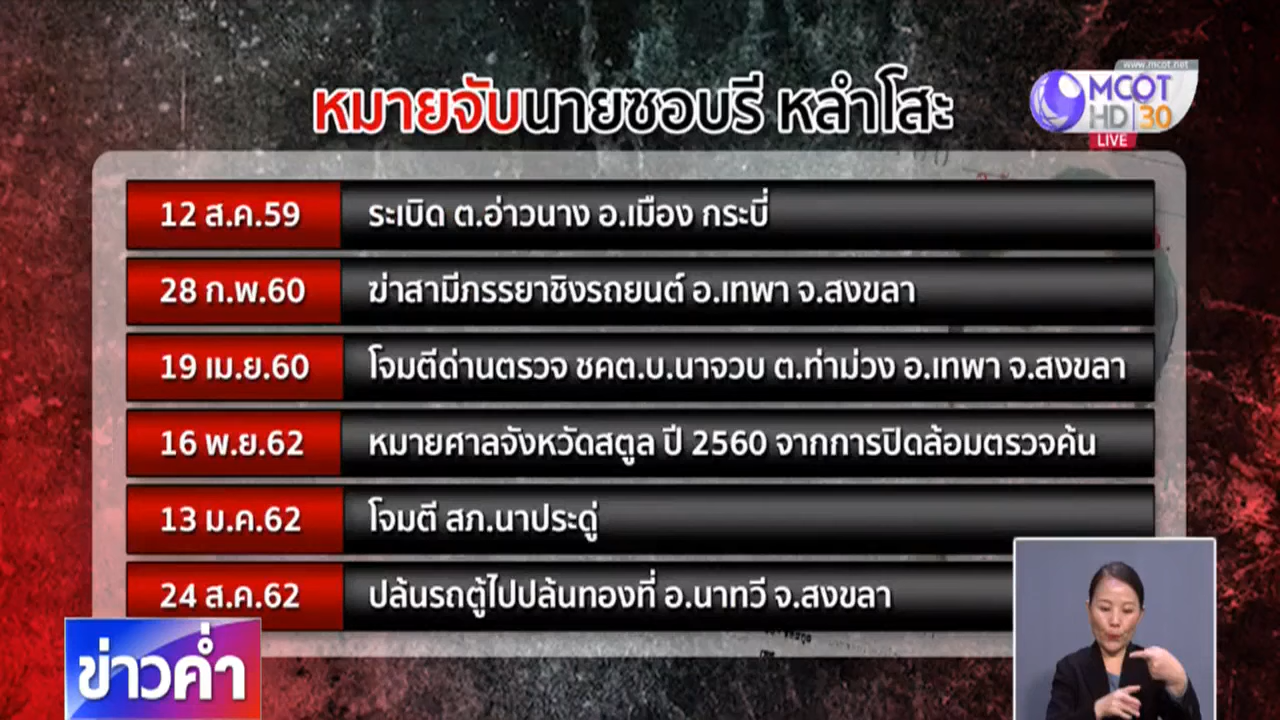 www.mcot.net
หมายจับนายซอบรี หลำโสะ
MCOT
HD 30
LIVE
12 ส.ค.59 ระเบิด ต.อ่าวนาง อ.เมือง กระบี่
28 ก.พ.60 ฆ่าสามีภรรยาชิงรถยนต์ อ.เทพา จ.สงขลา
19 เม.ย.60 โจมตีด่านตรวจ ชคต.บ.นาจวบ ต.ท่าม่วง อ.เทพา จ.สงขลา
16 พ.ย.62 หมายศาลจังหวัดสตูล ปี 2560 จากการปิดล้อมตรวจค้น
13 ม.ค.62 โจมตี สภ.นาประดู่
24 ส.ค.62 ปล้นรถตู้ไปปล้นทองที่ อ.นาทวี จ.สงขลา
ข่าวค่ำ